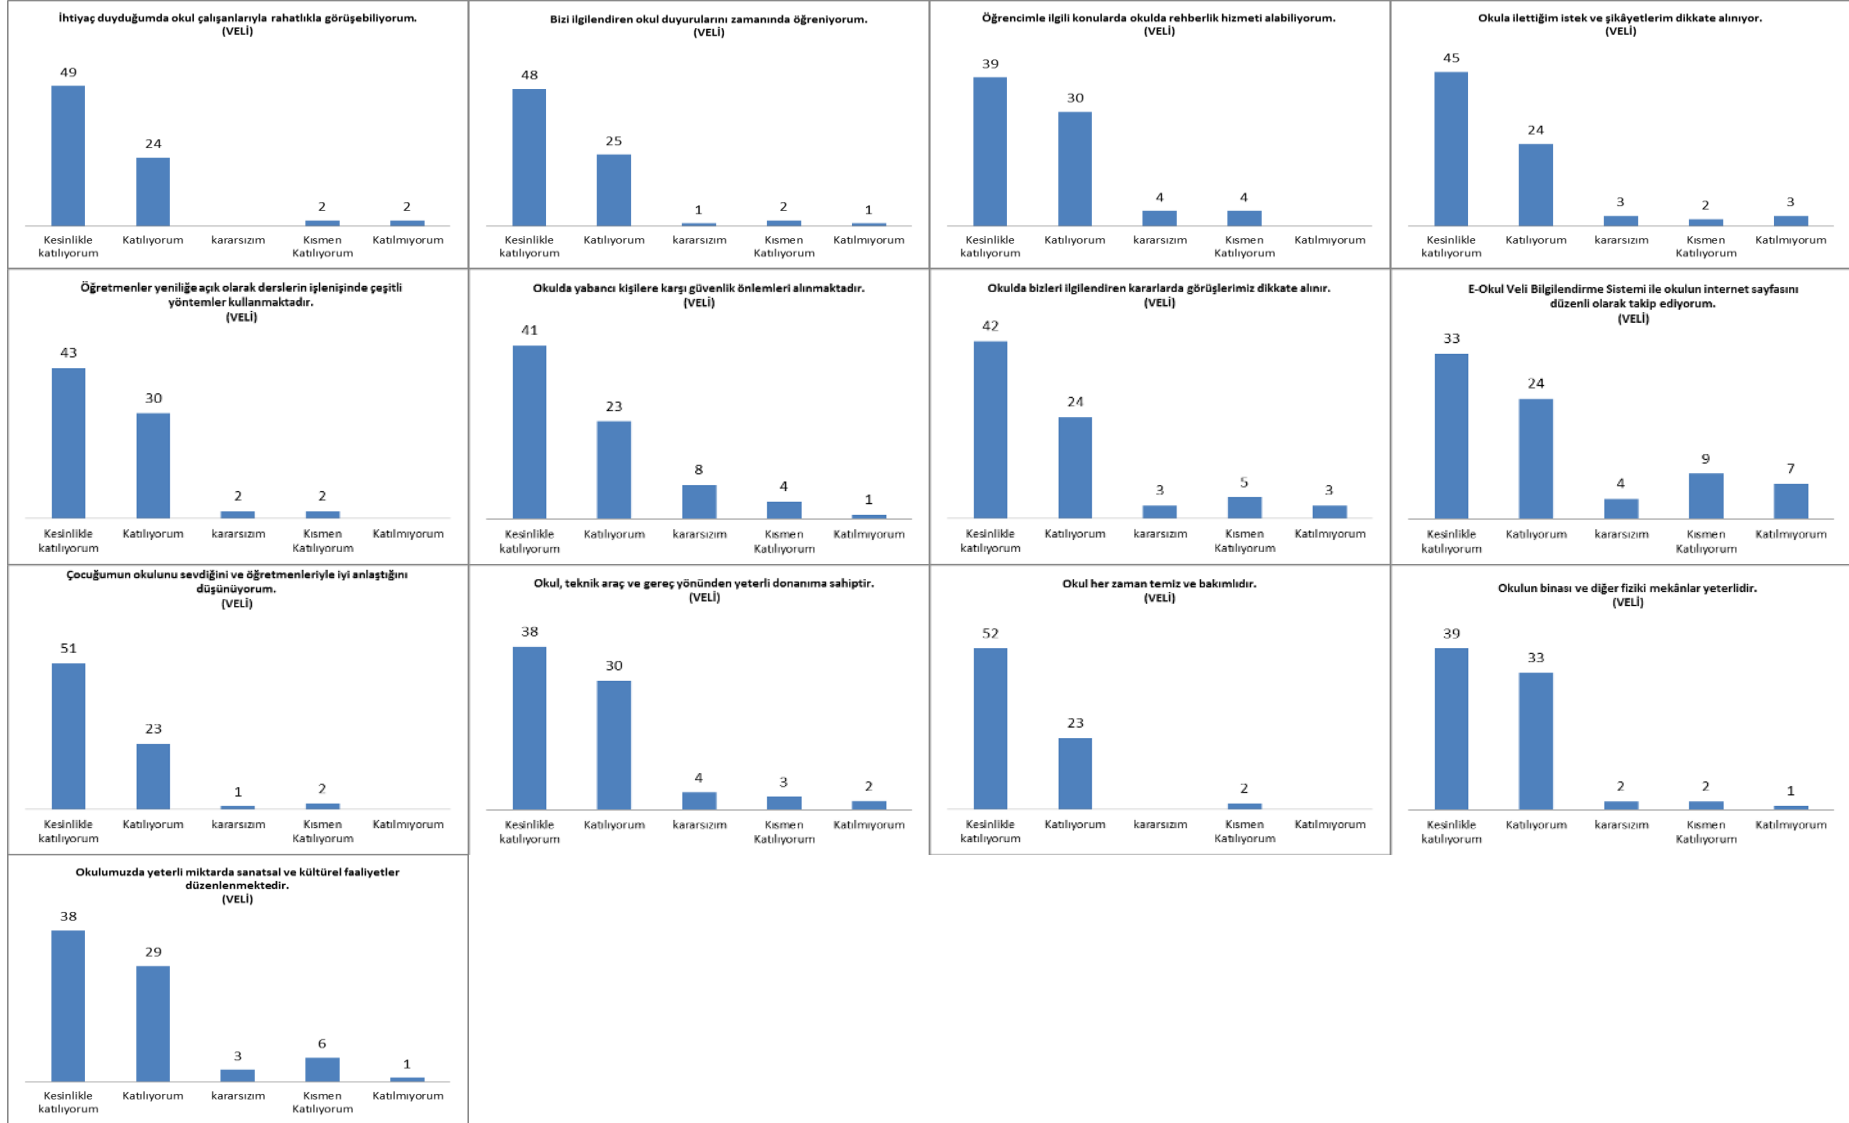 İhtiyaç duyduğumda okul çalışanlarıyla rahatlıkla görüşebiliyorum.
(VELİ)
49
24
2
2
Kesinlikle
katılıyorum
Katılıyorum
kararsızım
Kısmen
Katılıyorum
Katılmıyorum
Bizi ilgilendiren okul duyurularını zamanında öğreniyorum.
(VELİ)
48
25
1
2
1
Kesinlikle
katılıyorum
Katılıyorum
kararsızım
Kısmen
Katılıyorum
Katılmıyorum
Öğrencimle ilgili konularda okulda rehberlik hizmeti alabiliyorum.
(VELİ)
39
30
4
4
Kesinlikle
katılıyorum
Katılıyorum
kararsızım
Kısmen
Katılıyorum
Katılmıyorum
Okula ilettiğim istek ve şikâyetlerim dikkate alınıyor.
(VELİ)
45
24
3
2
3
Kesinlikle
katılıyorum
Katılıyorum
kararsızım
Kısmen
Katılıyorum
Katılmıyorum
Öğretmenler yeniliğe açık olarak derslerin işlenişinde çeşitli
yöntemler kullanmaktadır.
(VELİ)
43
30
2
2
Kesinlikle
katılıyorum
Katılıyorum
kararsızım
Kısmen
Katılıyorum
Katılmıyorum
Okulda yabancı kişilere karşı güvenlik önlemleri alınmaktadır.
(VELİ)
41
23
8
4
1
Kesinlikle
katılıyorum
Katılıyorum
kararsızım
Kısmen
Katılıyorum
Katılmıyorum
Okulda bizleri ilgilendiren kararlarda görüşlerimiz dikkate alınır.
(VELİ)
42
24
3
5
3
Kesinlikle
katılıyorum
Katılıyorum
kararsızım
Kısmen
Katılıyorum
Katılmıyorum
E-Okul Veli Bilgilendirme Sistemi ile okulun internet sayfasını
düzenli olarak takip ediyorum.
(VELİ)
33
24
4
9
7
Kesinlikle
katılıyorum
Katılıyorum
kararsızım
Kısmen
Katılıyorum
Katılmıyorum
Çocuğumun okulunu sevdiğini ve öğretmenleriyle iyi anlaştığını
düşünüyorum.
(VELİ)
51
23
1
2
Kesinlikle
katılıyorum
Katılıyorum
kararsızım
Kısmen
Katılıyorum
Katılmıyorum
Okul, teknik araç ve gereç yönünden yeterli donanıma sahiptir.
(VELİ)
38
30
4
3
2
Kesinlikle
katılıyorum
Katılıyorum
kararsızım
Kısmen
Katılıyorum
Katılmıyorum
Okul her zaman temiz ve bakımlıdır.
(VELİ)
52
23
2
Kesinlikle
katılıyorum
Katılıyorum
kararsızım
Kısmen
Katılıyorum
Katılmıyorum
Okulun binası ve diğer fiziki mekânlar yeterlidir.
(VELİ)
39
33
2
2
1
Kesinlikle
katılıyorum
Katılıyorum
kararsızım
Kısmen
Katılıyorum
Katılmıyorum
Okulumuzda yeterli miktarda sanatsal ve kültürel faaliyetler
düzenlenmektedir.
(VELİ)
38
29
3
6
1
Kesinlikle
katılıyorum
Katılıyorum
kararsızım
Kısmen
Katılıyorum
Katılmıyorum